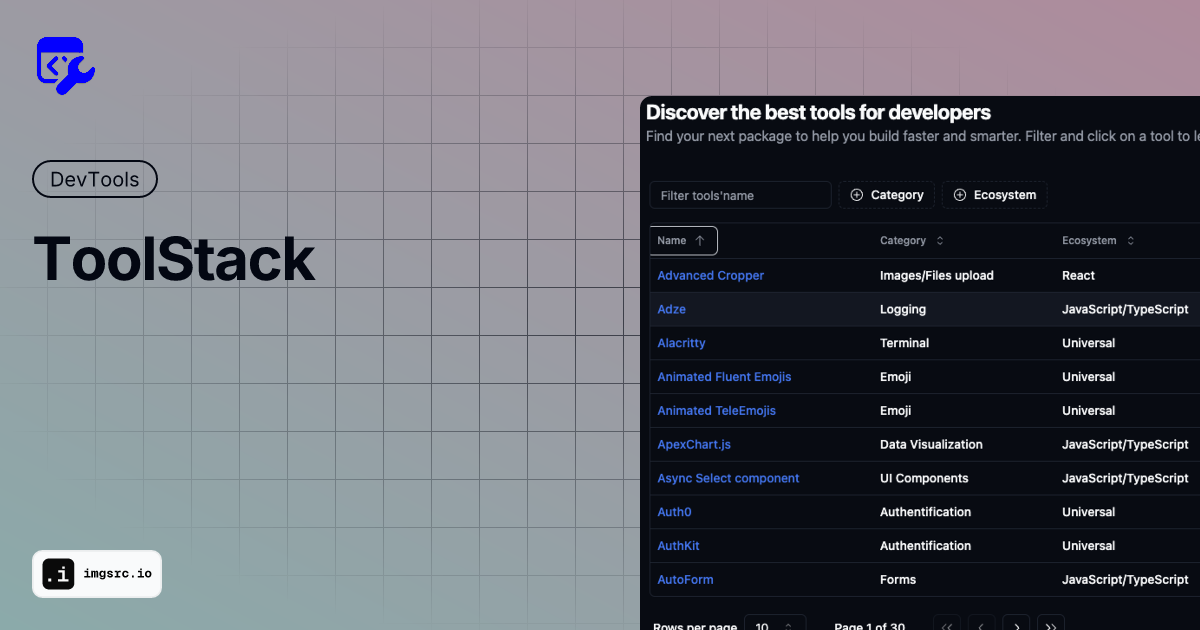 DevTools
ToolStack
.i imgsrc.io
Discover the best tools for developers
Find your next package to help you build faster and smarter. Filter and click on a tool to
Filter tools'name Category Ecosystem
Name Category Ecosystem
Advanced Cropper Images/Files upload React
Adze Logging JavaScript/TypeScript
Alacritty Terminal Universal
Animated Fluent Emojis Emoji Universal
Animated TeleEmojis Emoji Universal
ApexChart.js Data Visualization JavaScript/TypeScript
Async Select component UI Components JavaScript/TypeScript
Auth0 Authentification Universal
AuthKit Authentification Universal
AutoForm Forms JavaScript/TypeScript
Rows per page 10 Page 1 of 30